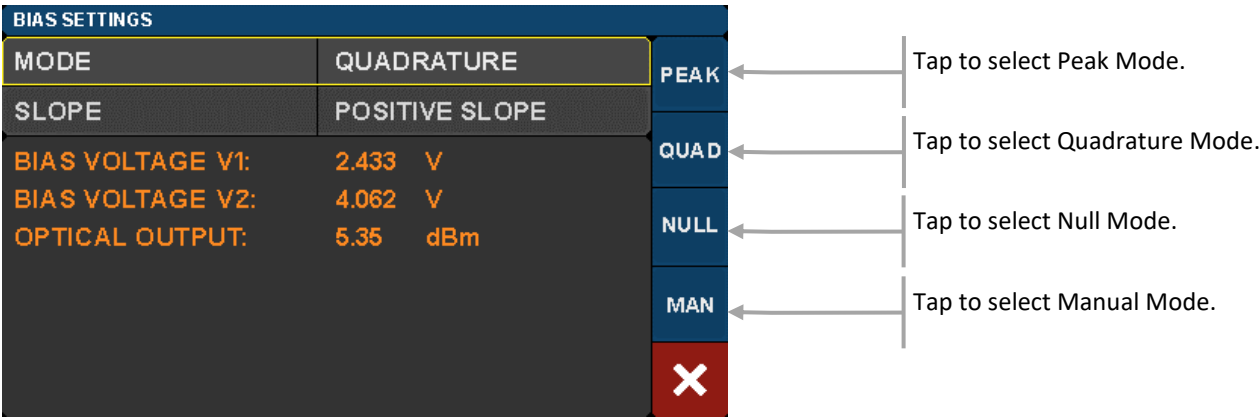 BIAS SETTINGS
MODE QUADRATURE
SLOPE POSITIVE SLOPE
BIAS VOLTAGE V1: 2.433 V
BIAS VOLTAGE V2: 4.062 V
OPTICAL OUTPUT: 5.35 dBm
PEAK
QUAD
NULL
MAN
Tap to select Peak Mode.
Tap to select Quadrature Mode.
Tap to select Null Mode.
Tap to select Manual Mode.